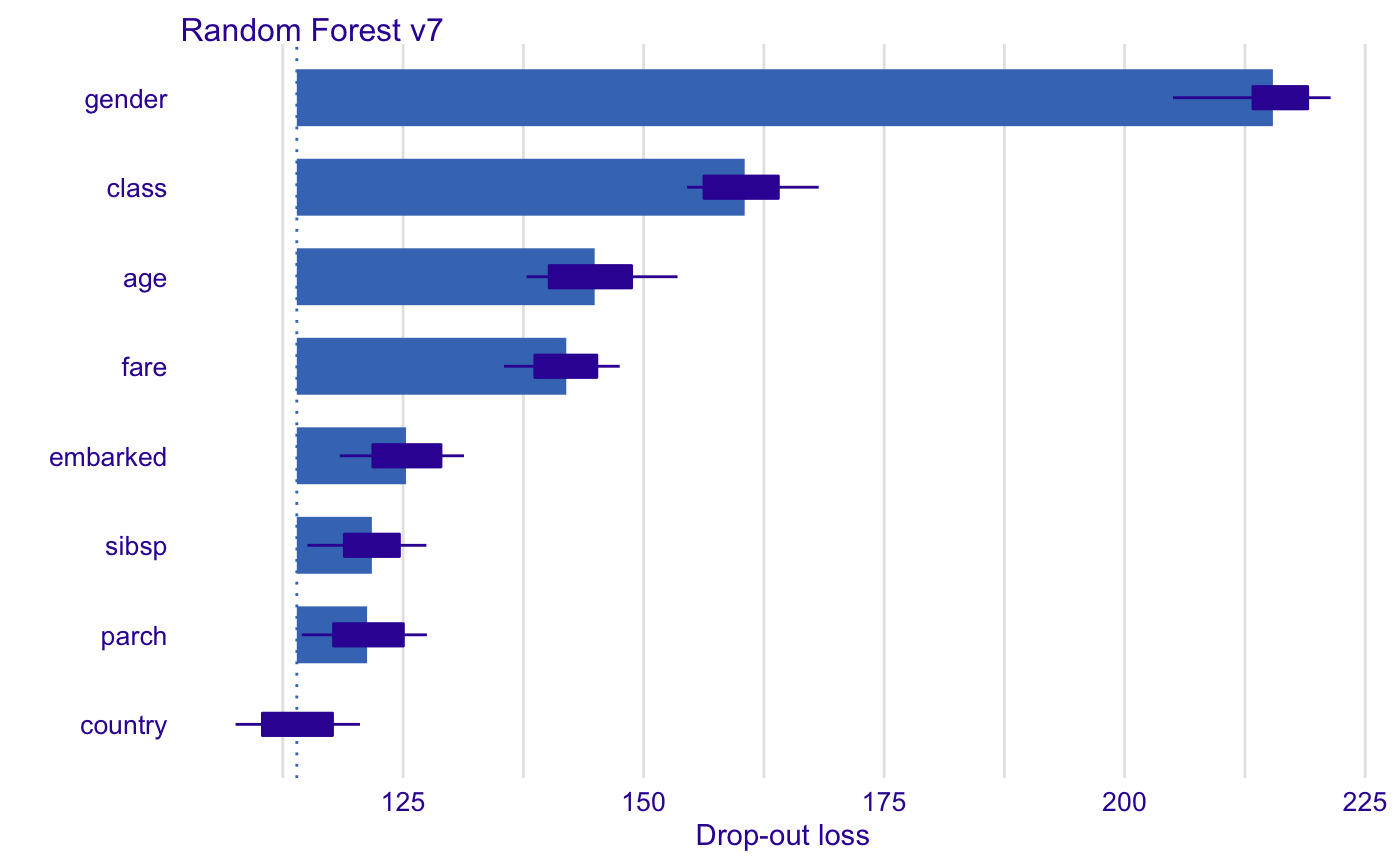 Random Forest v7
gender
class
age
fare
embarked
sibsp
parch
country
125 150 175 200 225
Drop-out loss